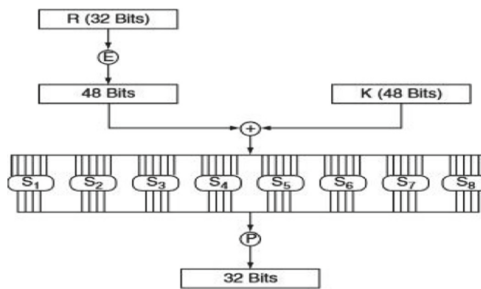 R (32 Bits)
E
48 Bits
K (48 Bits)
+
S1 S2 S3 S4 S5 S6 S7 S8
P
32 Bits